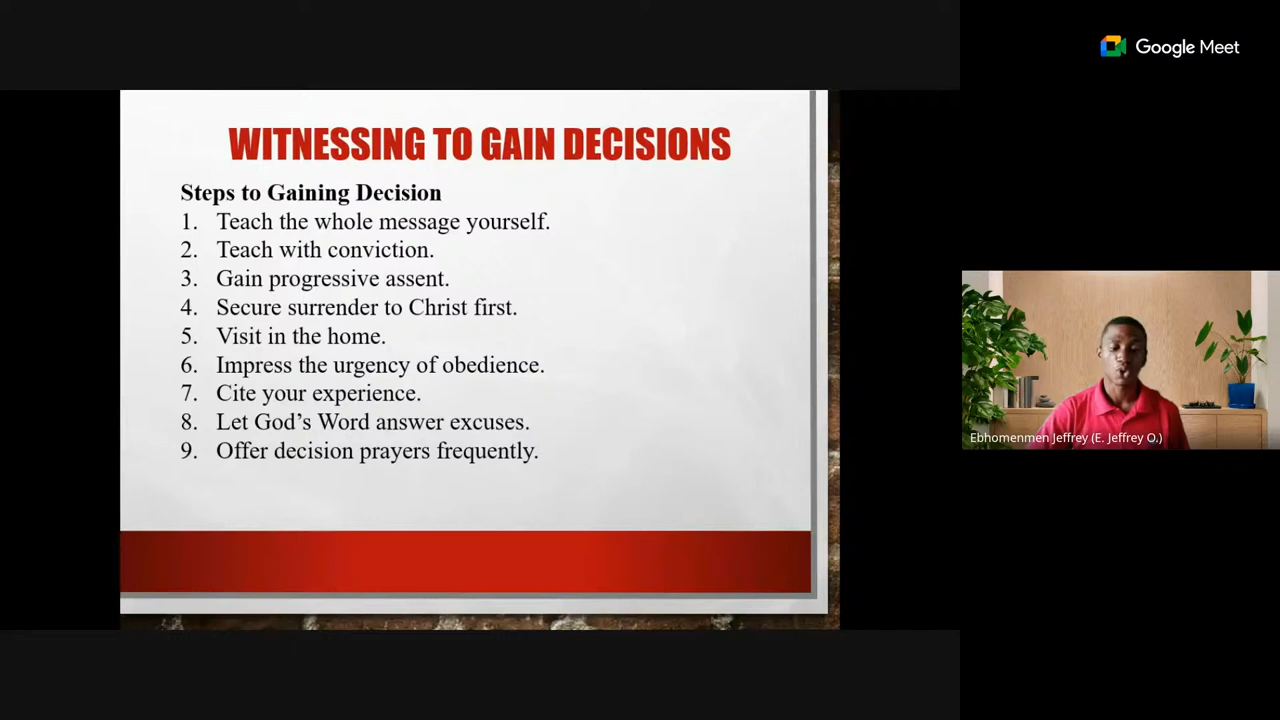 Google Meet
WITNESSING TO GAIN DECISIONS
Steps to Gaining Decision
1. Teach the whole message yourself.
2. Teach with conviction.
3. Gain progressive assent.
4. Secure surrender to Christ first.
5. Visit in the home.
6. Impress the urgency of obedience.
7. Cite your experience.
8. Let God’s Word answer excuses.
9. Offer decision prayers frequently.
Ebhomenmen Jeffrey (E. Jeffrey O.)